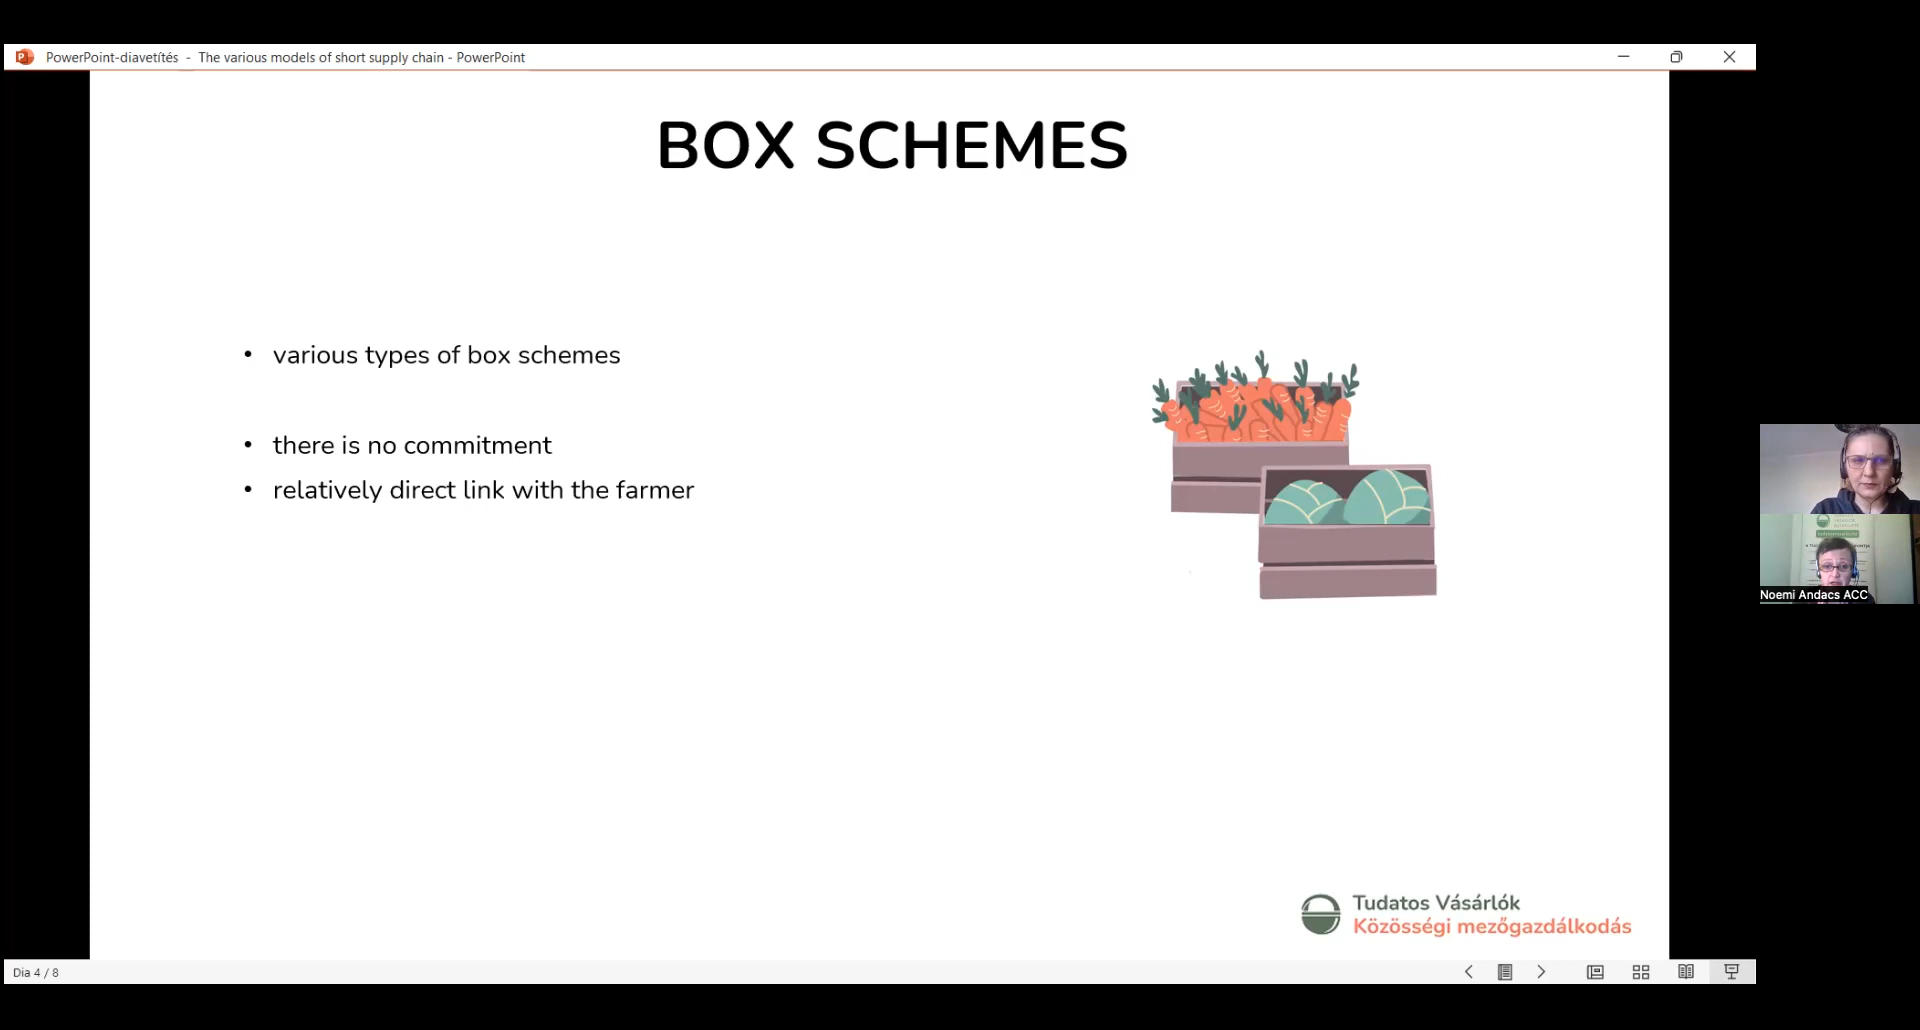 PowerPoint-diavetítés - The various models of short supply chain - PowerPoint
BOX SCHEMES
• various types of box schemes
• there is no commitment
• relatively direct link with the farmer
Noemi Andacs ACC
Tudatos Vásárlók
Közösségi mezőgazdálkodás
Dia 4 / 8